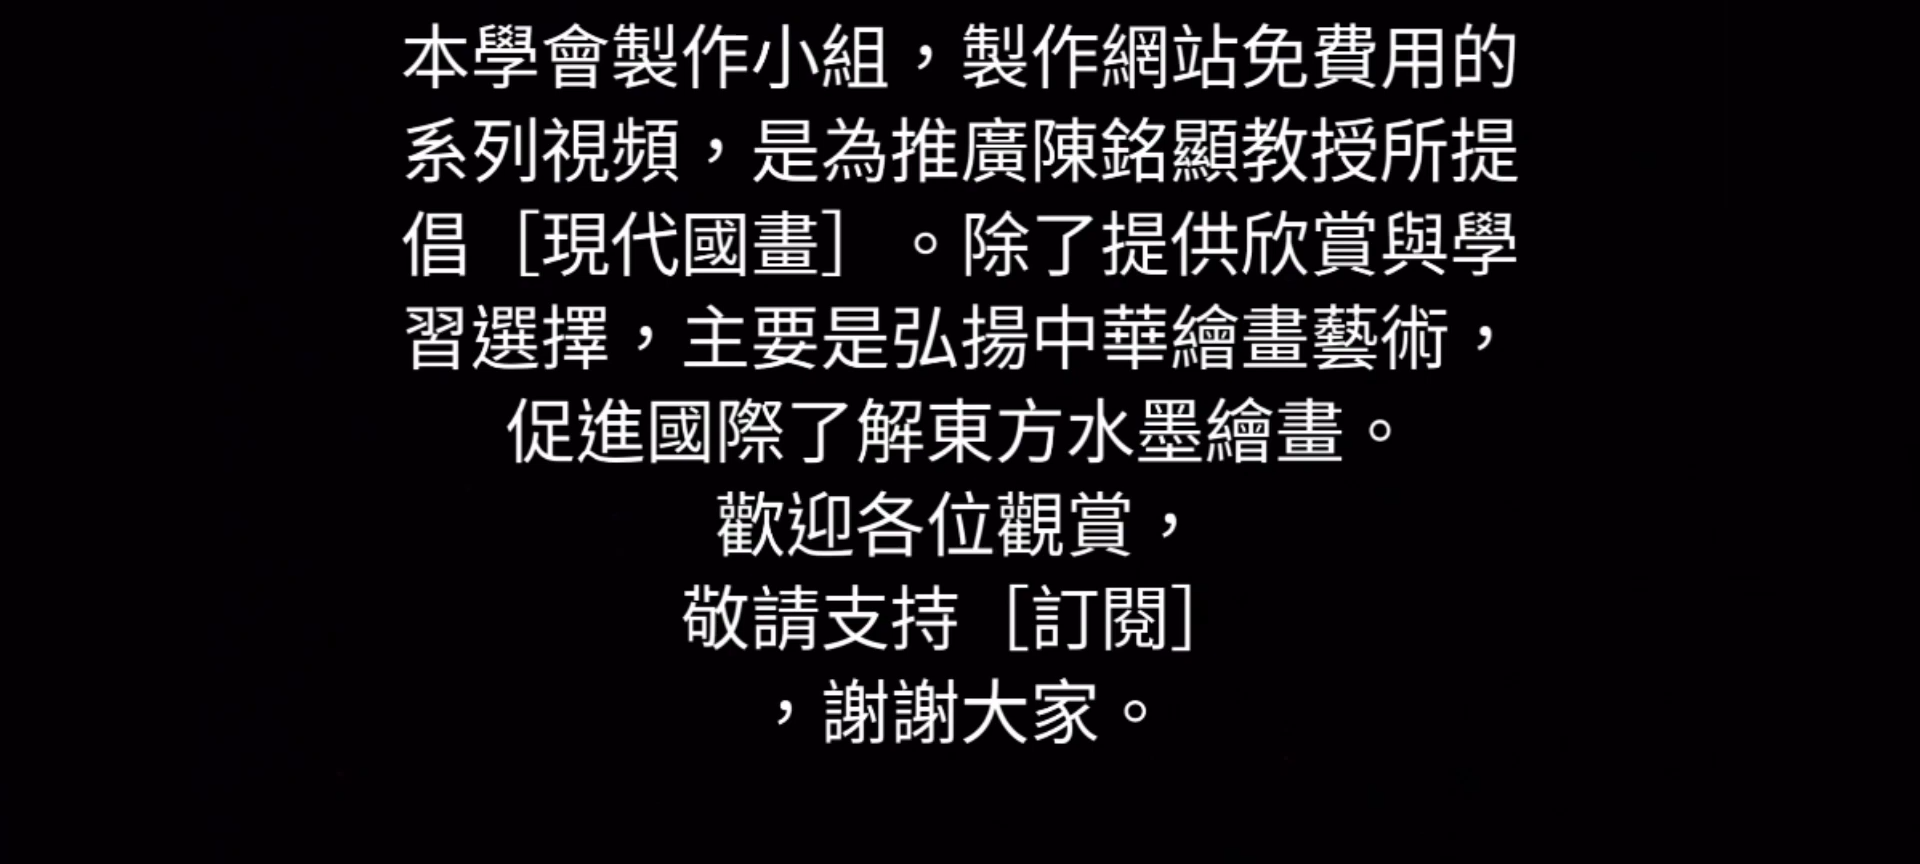 本學會製作小組，製作網站免費用的
系列視頻，是為推廣陳銘顯教授所提
倡［現代國畫］。除了提供欣賞與學
習選擇，主要是弘揚中華繪畫藝術，
促進國際了解東方水墨繪畫。
歡迎各位觀賞，
敬請支持［訂閱］
，謝謝大家。